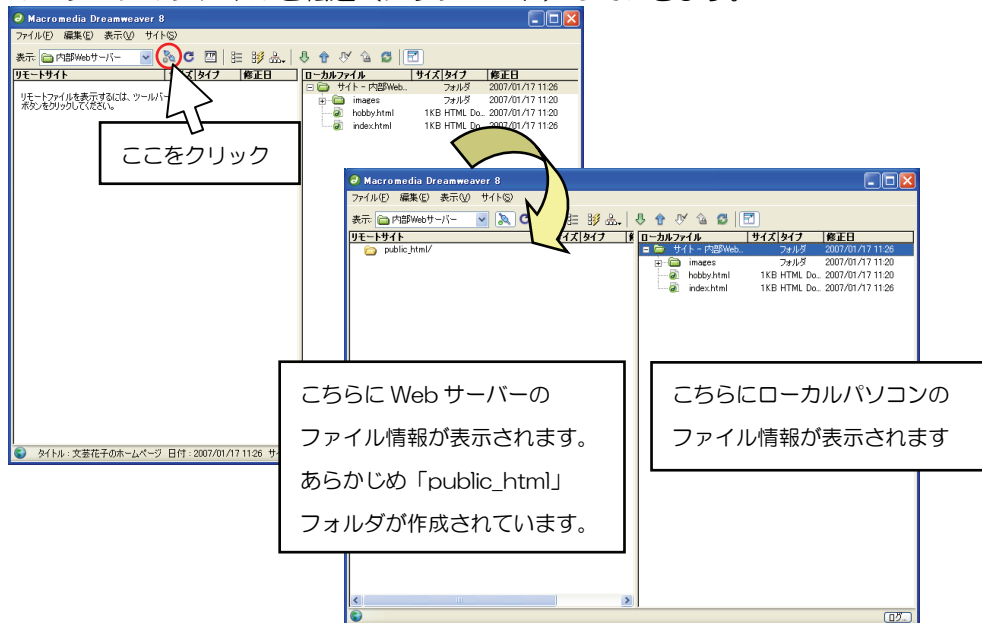 Macromedia Dreamweaver 8
ファイル(F) 編集(E) 表示(V) サイト(S)
表示: 内部Webサーバー
リモートサイト サイズ タイプ 修正日
ローカルファイル サイズ タイプ 修正日
リモートファイルを表示するには、ツールバー
ボタンをクリックしてください。
サイト - 内部Web.. フォルダ 2007/01/17 11:26
images フォルダ 2007/01/17 11:20
hobby.html 1KB HTML Do.. 2007/01/17 11:20
index.html 1KB HTML Do.. 2007/01/17 11:26
ここをクリック
タイトル : 文芸花子のホームページ 日付 : 2007/01/17 11:26 サ
Macromedia Dreamweaver 8
ファイル(F) 編集(E) 表示(V) サイト(S)
表示: 内部Webサーバー
リモートサイト イズ タイプ
ローカルファイル サイズ タイプ 修正日
public_html/
サイト - 内部Web.. フォルダ 2007/01/17 11:26
images フォルダ 2007/01/17 11:20
hobby.html 1KB HTML Do.. 2007/01/17 11:20
index.html 1KB HTML Do.. 2007/01/17 11:26
こちらに Web サーバーの
ファイル情報が表示されます。
あらかじめ「public_html」
フォルダが作成されています。
こちらにローカルパソコンの
ファイル情報が表示されます
ログ..